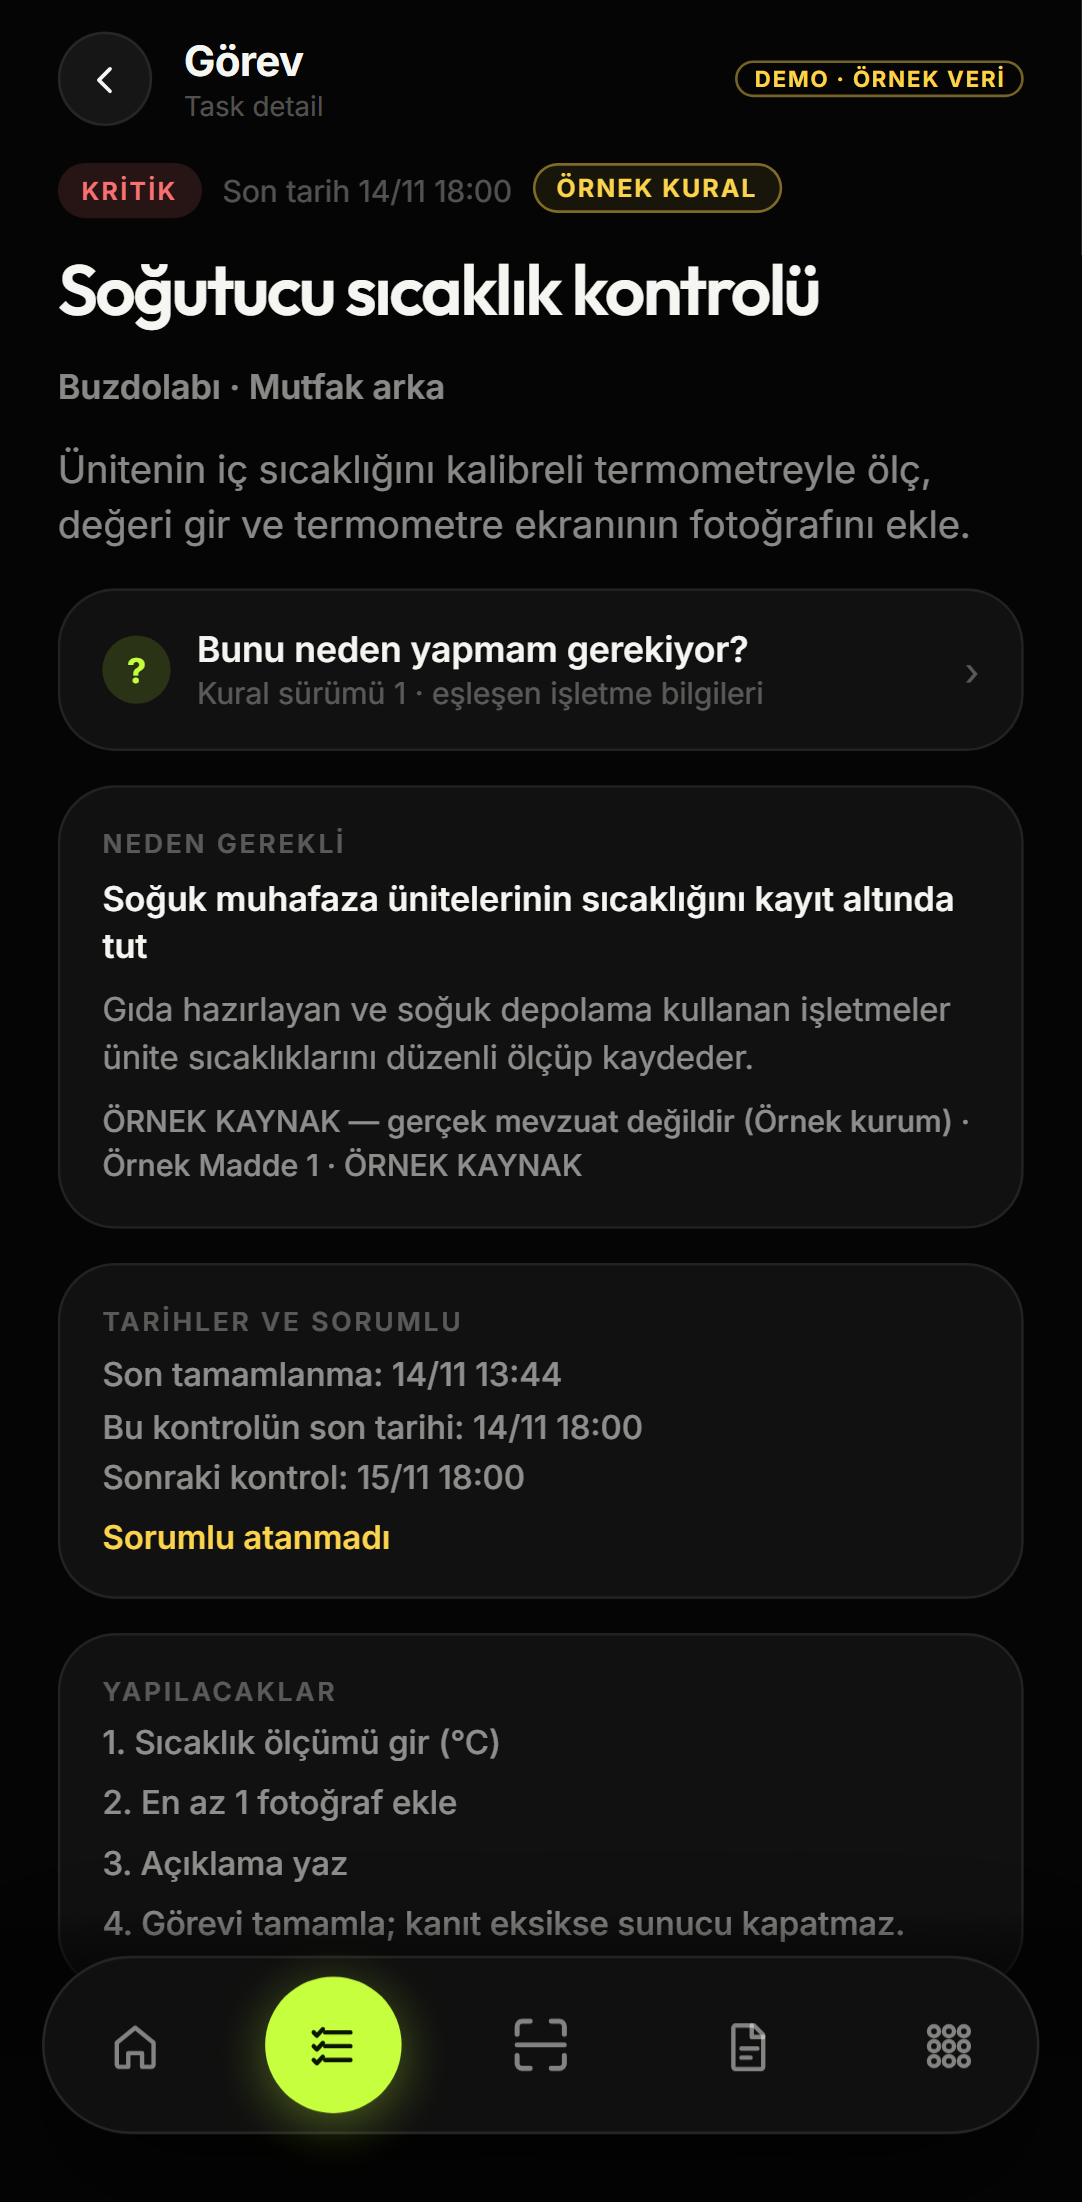 Görev
Task detail
DEMO · ÖRNEK VERİ
KRİTİK
Son tarih 14/11 18:00
ÖRNEK KURAL
Soğutucu sıcaklık kontrolü
Buzdolabı · Mutfak arka
Ünitenin iç sıcaklığını kalibreli termometreyle ölç,
değeri gir ve termometre ekranının fotoğrafını ekle.
?
Bunu neden yapmam gerekiyor?
Kural sürümü 1 · eşleşen işletme bilgileri
NEDEN GEREKLİ
Soğuk muhafaza ünitelerinin sıcaklığını kayıt altında
tut
Gıda hazırlayan ve soğuk depolama kullanan işletmeler
ünite sıcaklıklarını düzenli ölçüp kaydeder.
ÖRNEK KAYNAK — gerçek mevzuat değildir (Örnek kurum) ·
Örnek Madde 1 · ÖRNEK KAYNAK
TARİHLER VE SORUMLU
Son tamamlanma: 14/11 13:44
Bu kontrolün son tarihi: 14/11 18:00
Sonraki kontrol: 15/11 18:00
Sorumlu atanmadı
YAPILACAKLAR
1. Sıcaklık ölçümü gir (°C)
2. En az 1 fotoğraf ekle
3. Açıklama yaz
4. Görevi tamamla; kanıt eksikse sunucu kapatmaz.